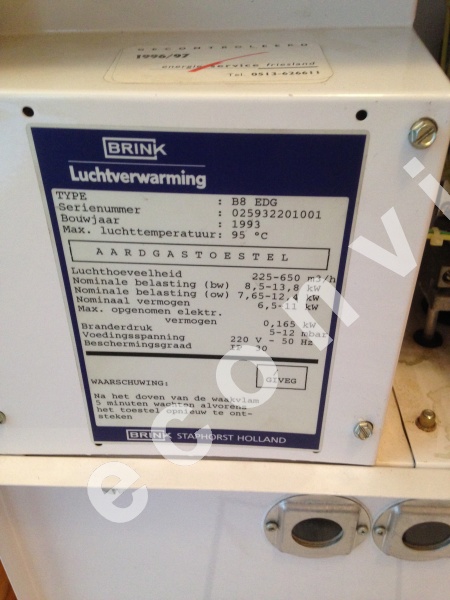 GECONTROLEERD
1996/97
energie service friesland
Tel. 0513-626611
BRINK
Luchtverwarming
TYPE : B8 EDG
Serienummer : 025932201001
Bouwjaar : 1993
Max. luchttemperatuur: 95 °C
AARDGASTOESTEL
Luchthoeveelheid 225-650 m3/h
Nominale belasting (bw) 8,5-13,8 kW
Nominale belasting (ow) 7,65-12,4 kW
Nominaal vermogen 6,5-11 kW
Max. opgenomen elektr.
vermogen 0,165 kW
Branderdruk 5-12 mbar
Voedingsspanning 220 V - 50 Hz
Beschermingsgraad IP 20
WAARSCHUWING:
GIVEG
Na het doven van de waakvlam
5 minuten wachten alvorens
het toestel opnieuw te ont-
steken
BRINK STAPHORST HOLLAND
econvi